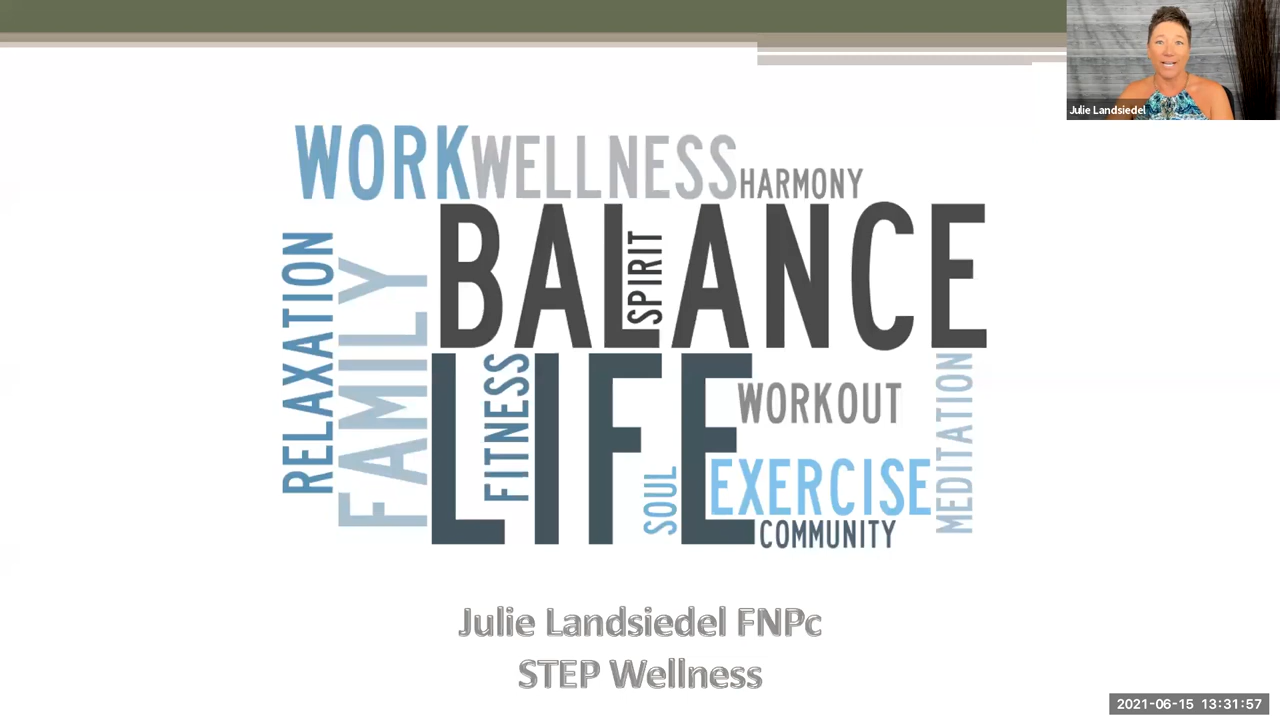 Julie Landsiedel
WORK WELLNESS HARMONY
BALANCE
SPIRIT
RELAXATION
FAMILY
LIFE
FITNESS
WORKOUT
MEDITATION
SOUL
EXERCISE
COMMUNITY
Julie Landsiedel FNPc
STEP Wellness
2021-06-15 13:31:57